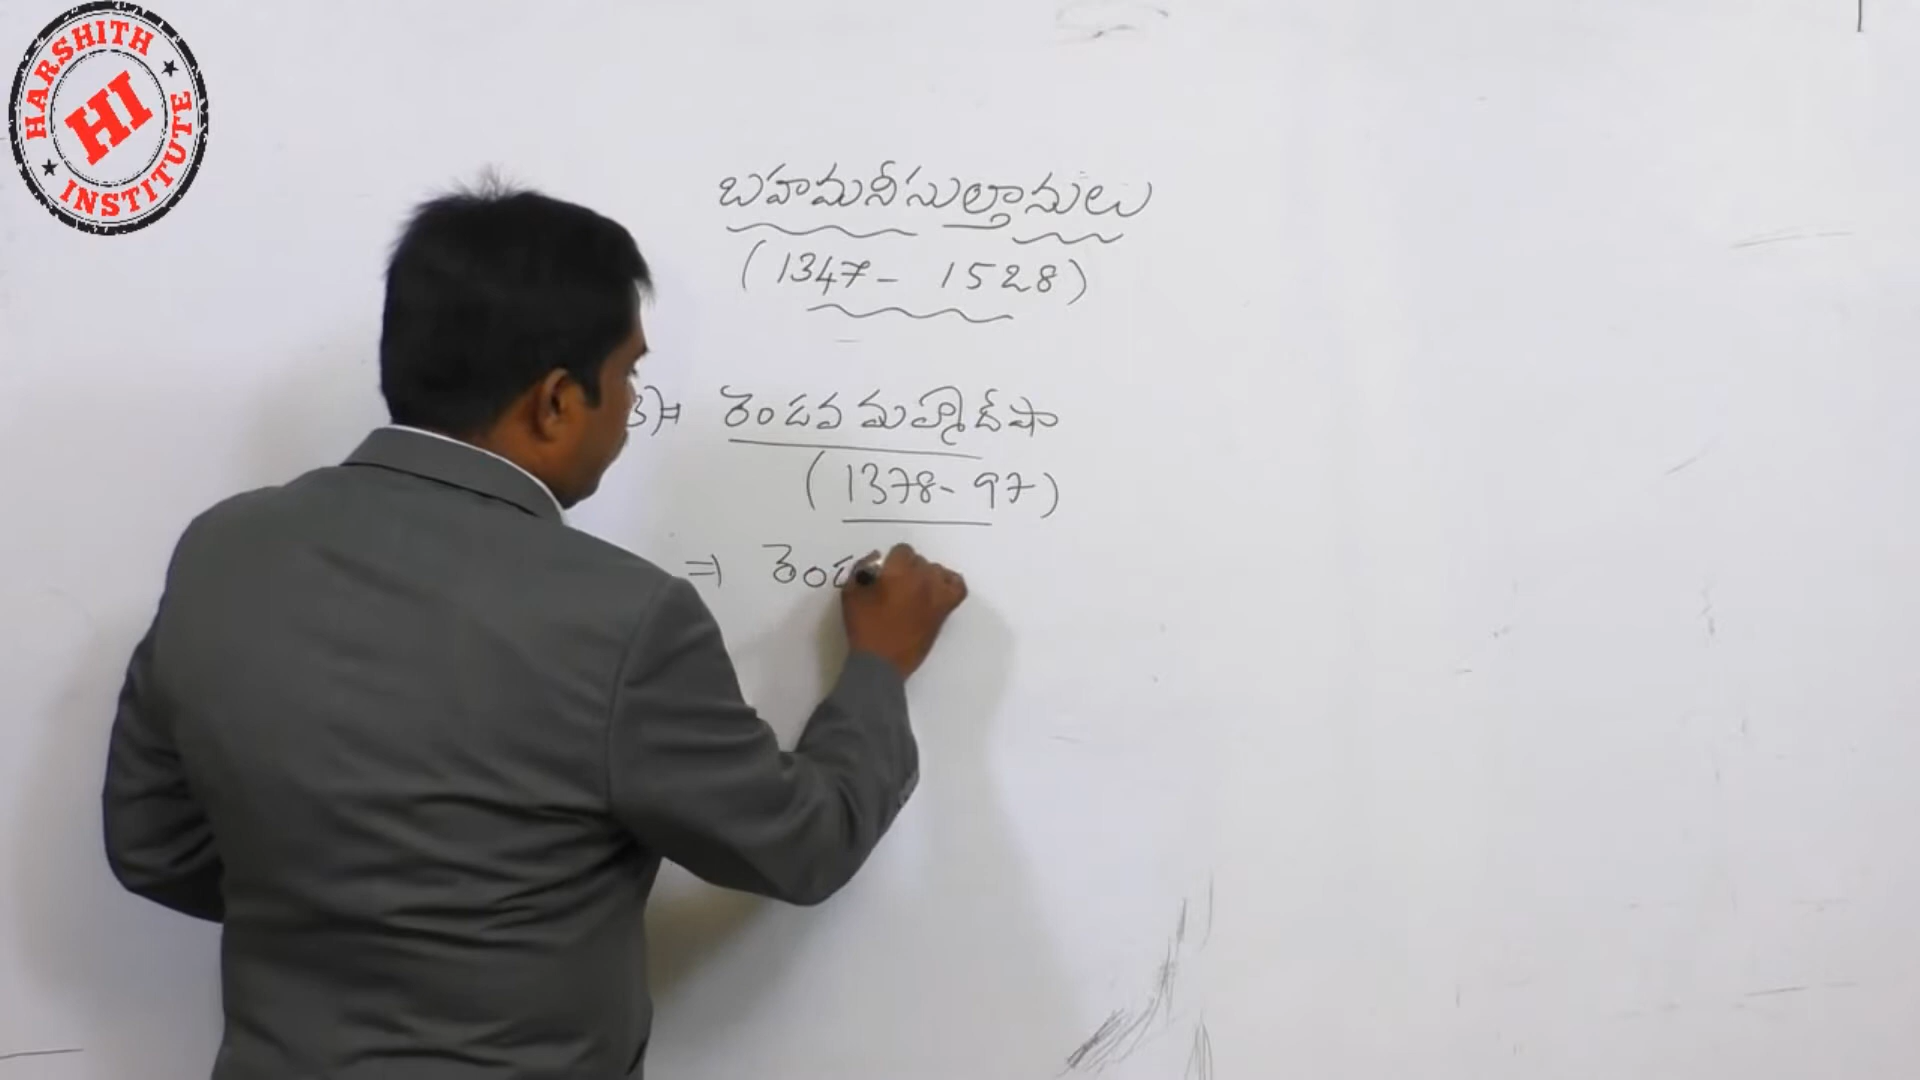 HARSHITH
HI
INSTITUTE
బహమనీసుల్తానులు
(1347- 1528)
3)⇒ రెండవ మహ్మద్‌షా
(1378-97)
⇒ రెండ